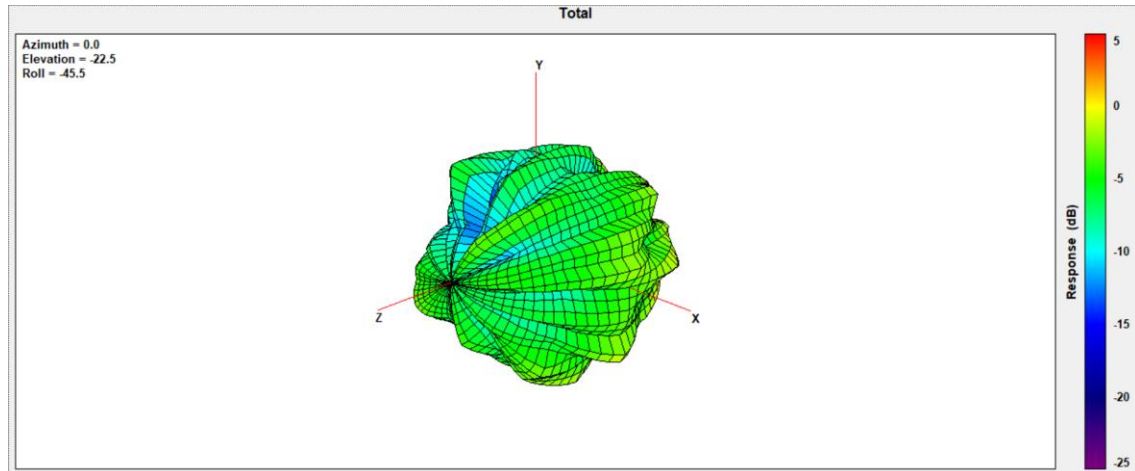 Total
Azimuth = 0.0
Elevation = -22.5
Roll = -45.5
Y
Z
X
5
0
-5
-10
-15
-20
-25
Response (dB)